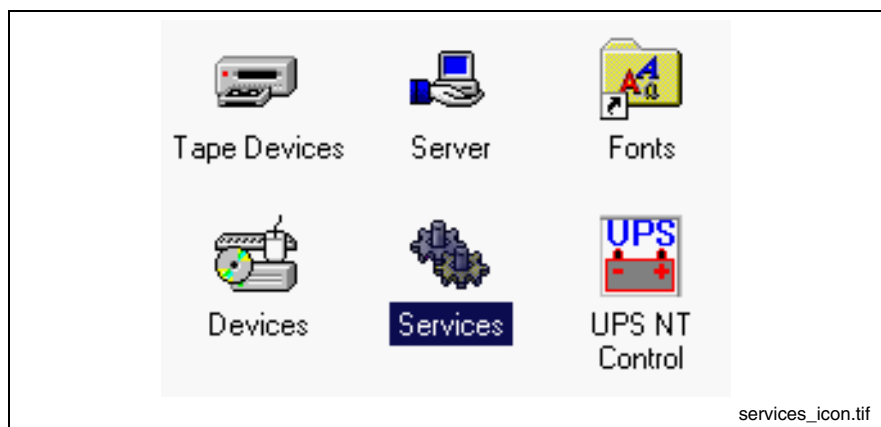 Tape Devices
Server
Fonts
UPS
Devices
Services
UPS NT
Control
services_icon.tif